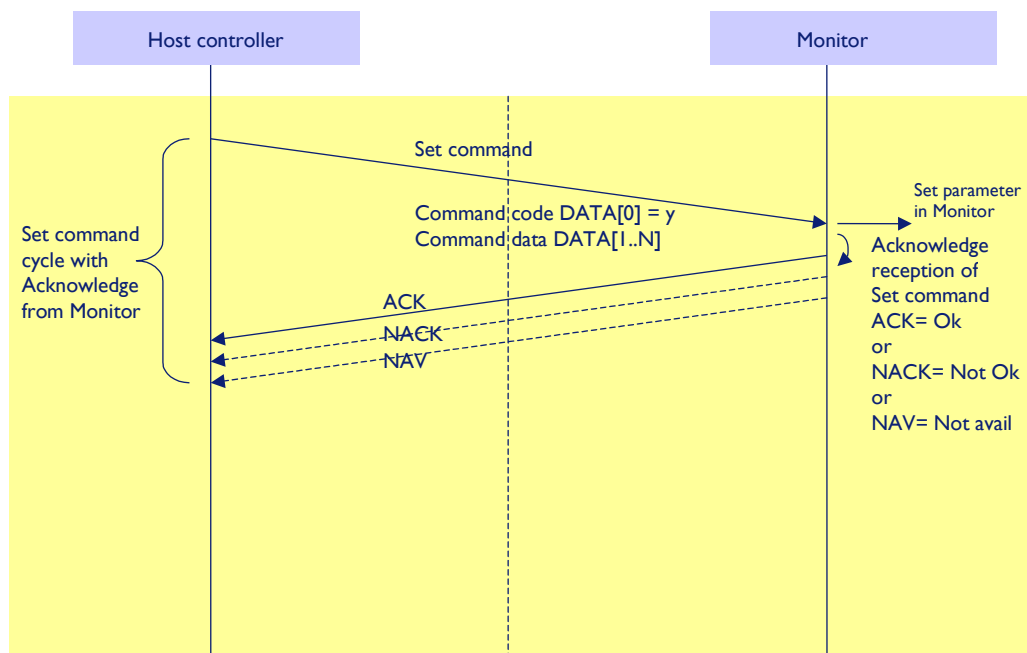 Host controller
Monitor
Set command
Command code DATA[0] = y
Command data DATA[1..N]
Set parameter
in Monitor
Set command
cycle with
Acknowledge
from Monitor
Acknowledge
reception of
Set command
ACK= Ok
or
NACK= Not Ok
or
NAV= Not avail
ACK
NACK
NAV